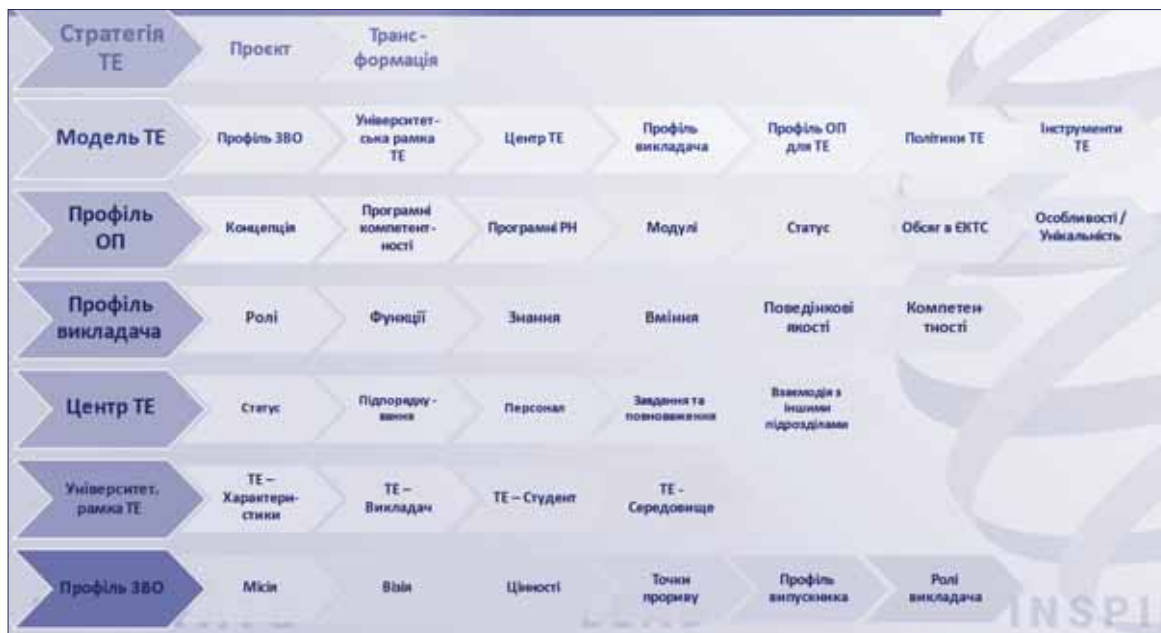 Стратегія
ТЕ
Проєкт
Транс-
формація
Модель ТЕ
Профіль ЗВО
Університет-
ська рамка
ТЕ
Центр ТЕ
Профіль
викладача
Профіль ОП
для ТЕ
Політики ТЕ
Інструменти
ТЕ
Профіль
ОП
Концепція
Програмні
компетент-
ності
Програмні РН
Модулі
Статус
Обсяг в ЄКТС
Особливості /
Унікальність
Профіль
викладача
Ролі
Функції
Знання
Вміння
Поведінкові
якості
Компетен-
тності
Центр ТЕ
Статус
Підпорядку-
вання
Персонал
Завдання та
повноваження
Взаємодія з
іншими
підрозділами
Університет.
рамка ТЕ
ТЕ –
Характери-
стики
ТЕ –
Викладач
ТЕ – Студент
ТЕ -
Середовище
Профіль ЗВО
Місія
Візія
Цінності
Точки
прориву
Профіль
випускника
Ролі
викладача
INSPI